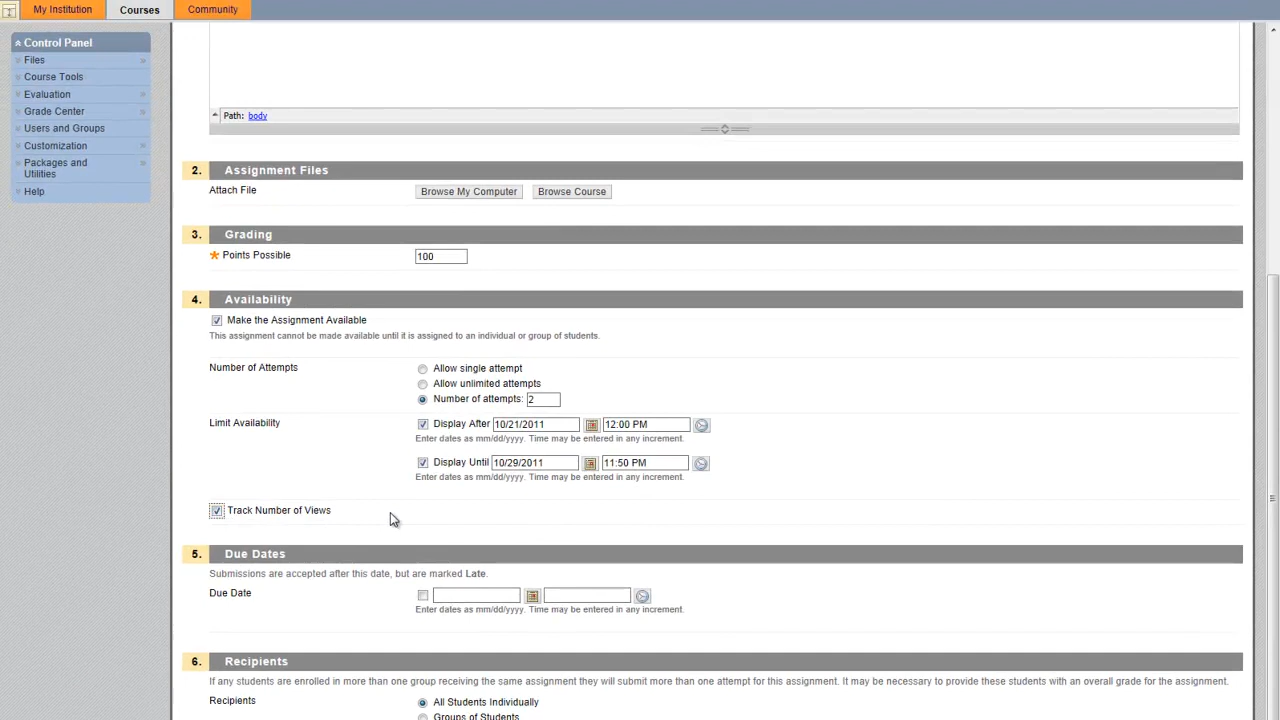 My Institution
Courses
Community
Control Panel
Files
Course Tools
Evaluation
Grade Center
Users and Groups
Customization
Packages and
Utilities
Help
Path: body
2. Assignment Files
Attach File Browse My Computer Browse Course
3. Grading
Points Possible 100
4. Availability
Make the Assignment Available
This assignment cannot be made available until it is assigned to an individual or group of students.
Number of Attempts Allow single attempt
Allow unlimited attempts
Number of attempts: 2
Limit Availability Display After 10/21/2011 12:00 PM
Enter dates as mm/dd/yyyy. Time may be entered in any increment.
Display Until 10/29/2011 11:50 PM
Enter dates as mm/dd/yyyy. Time may be entered in any increment.
Track Number of Views
5. Due Dates
Submissions are accepted after this date, but are marked Late.
Due Date
Enter dates as mm/dd/yyyy. Time may be entered in any increment.
6. Recipients
If any students are enrolled in more than one group receiving the same assignment they will submit more than one attempt for this assignment. It may be necessary to provide these students with an overall grade for the assignment.
Recipients All Students Individually
Groups of Students